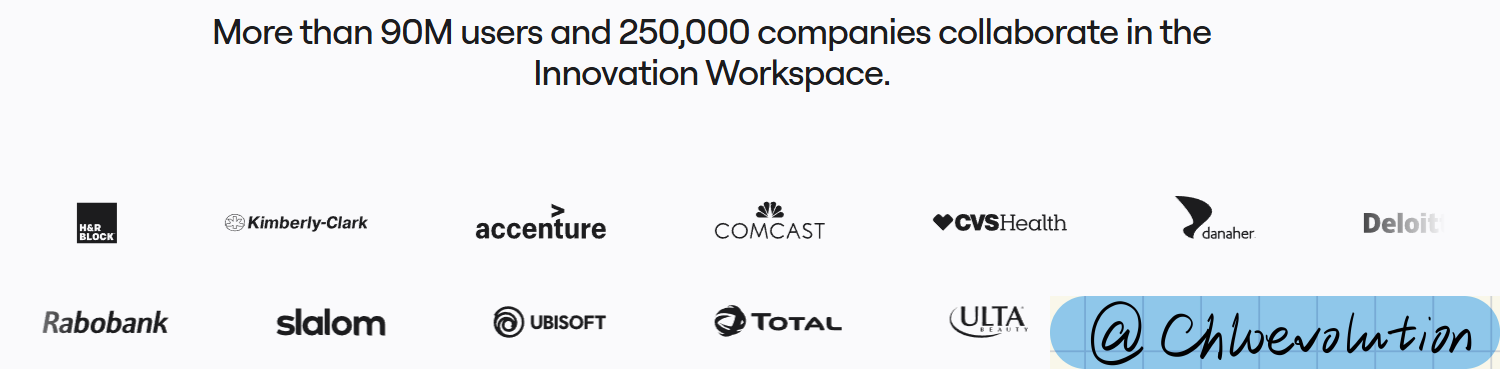 More than 90M users and 250,000 companies collaborate in the
Innovation Workspace.
H&R
BLOCK
Kimberly-Clark
accenture
COMCAST
CVSHealth
danaher
Deloit
Rabobank
slalom
UBISOFT
TOTAL
ULTA
BEAUTY
@Chloevolution